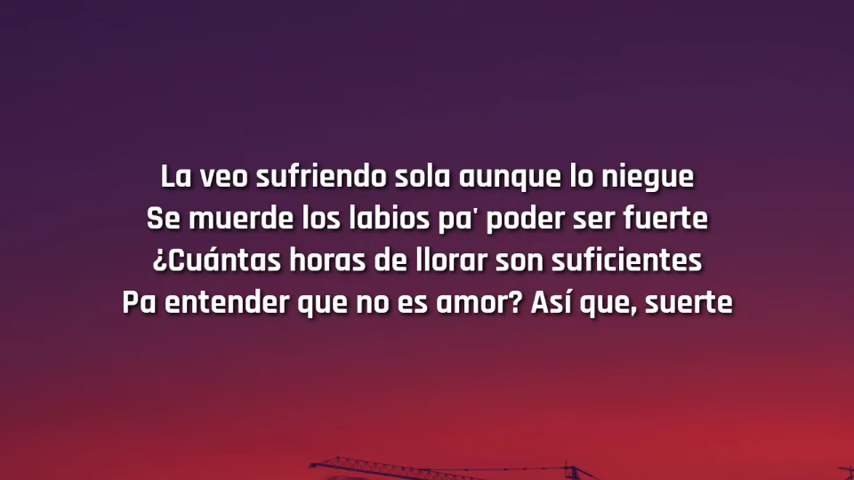 La veo sufriendo sola aunque lo niegue
Se muerde los labios pa' poder ser fuerte
¿Cuántas horas de llorar son suficientes
Pa entender que no es amor? Así que, suerte